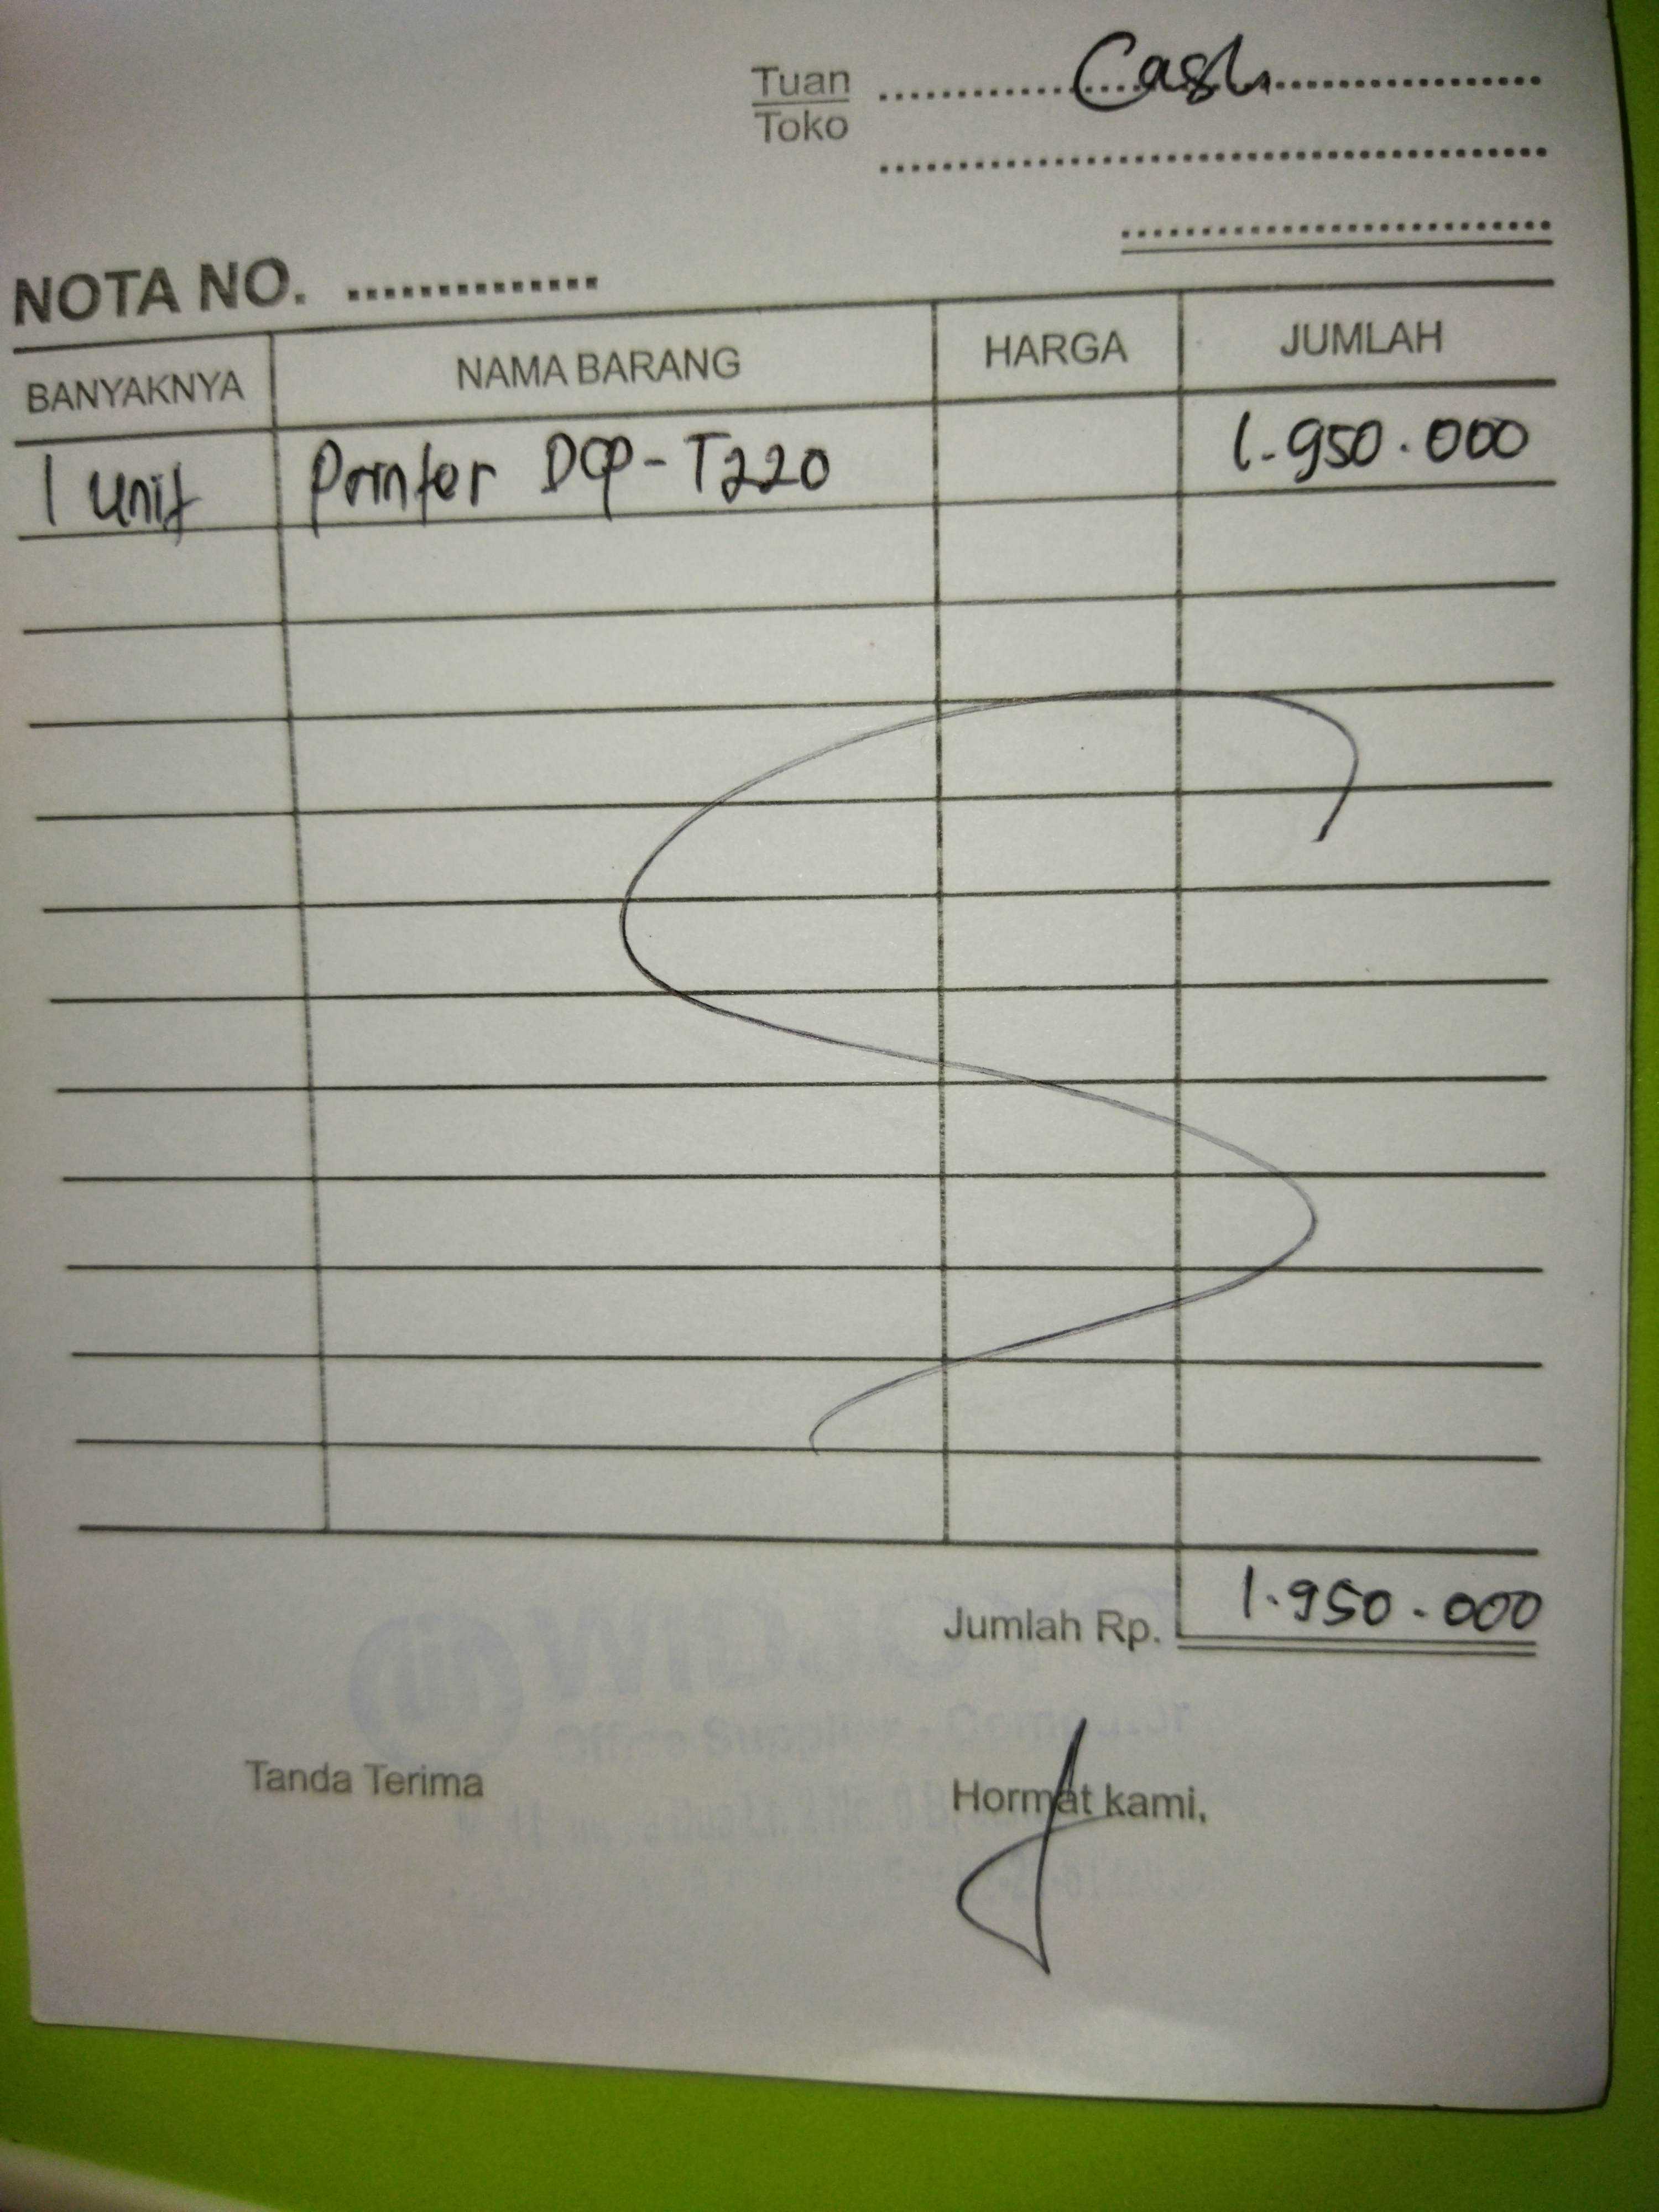 Tuan Cash
Toko
NOTA NO. ..............
BANYAKNYA NAMA BARANG HARGA JUMLAH
1 Unit Printer DCP-T220 1.950.000
Jumlah Rp. 1.950.000
Tanda Terima Hormat kami,